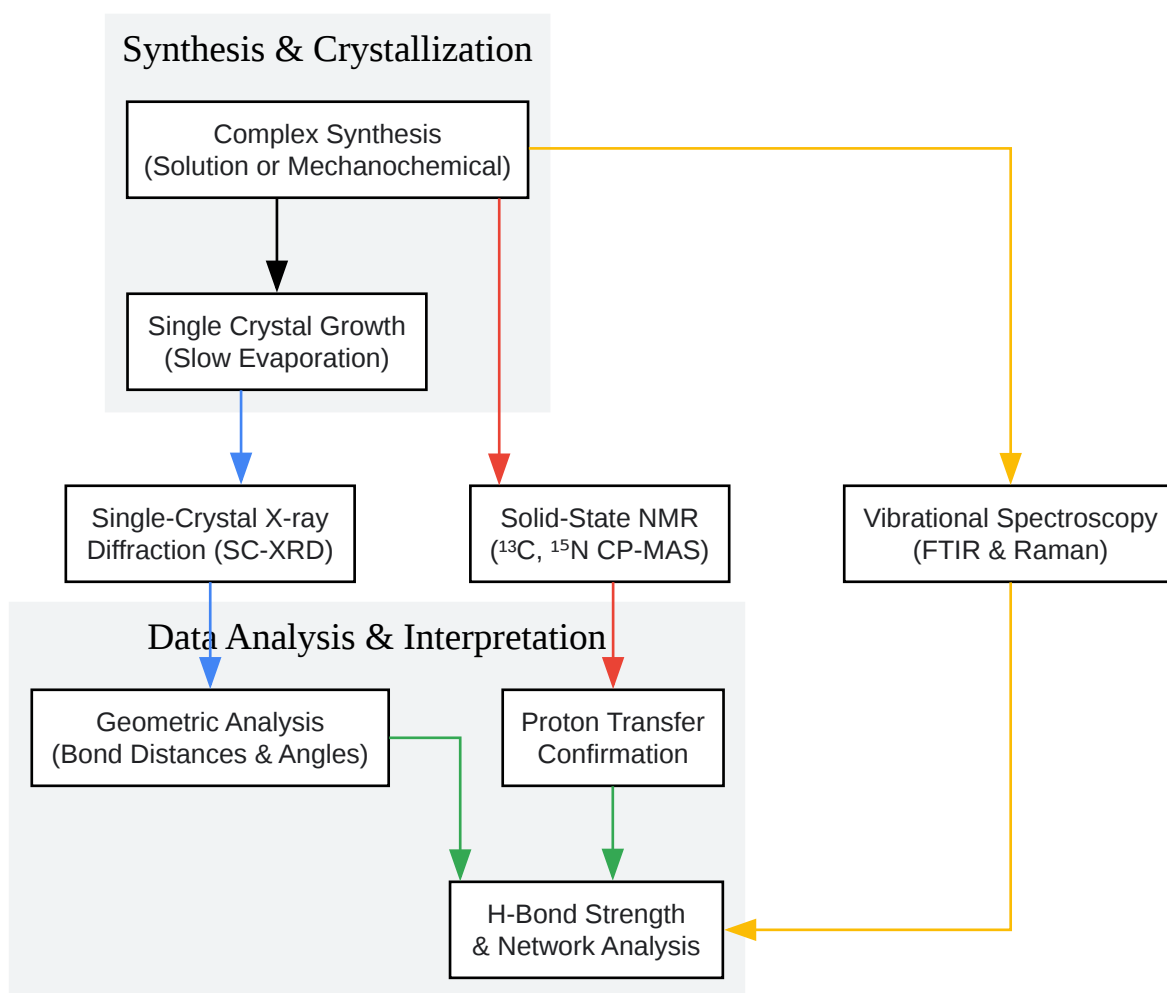 Synthesis & Crystallization
Complex Synthesis
(Solution or Mechanochemical)
Single Crystal Growth
(Slow Evaporation)
Single-Crystal X-ray
Diffraction (SC-XRD)
Solid-State NMR
(¹³C, ¹⁵N CP-MAS)
Vibrational Spectroscopy
(FTIR & Raman)
Data Analysis & Interpretation
Geometric Analysis
(Bond Distances & Angles)
Proton Transfer
Confirmation
H-Bond Strength
& Network Analysis